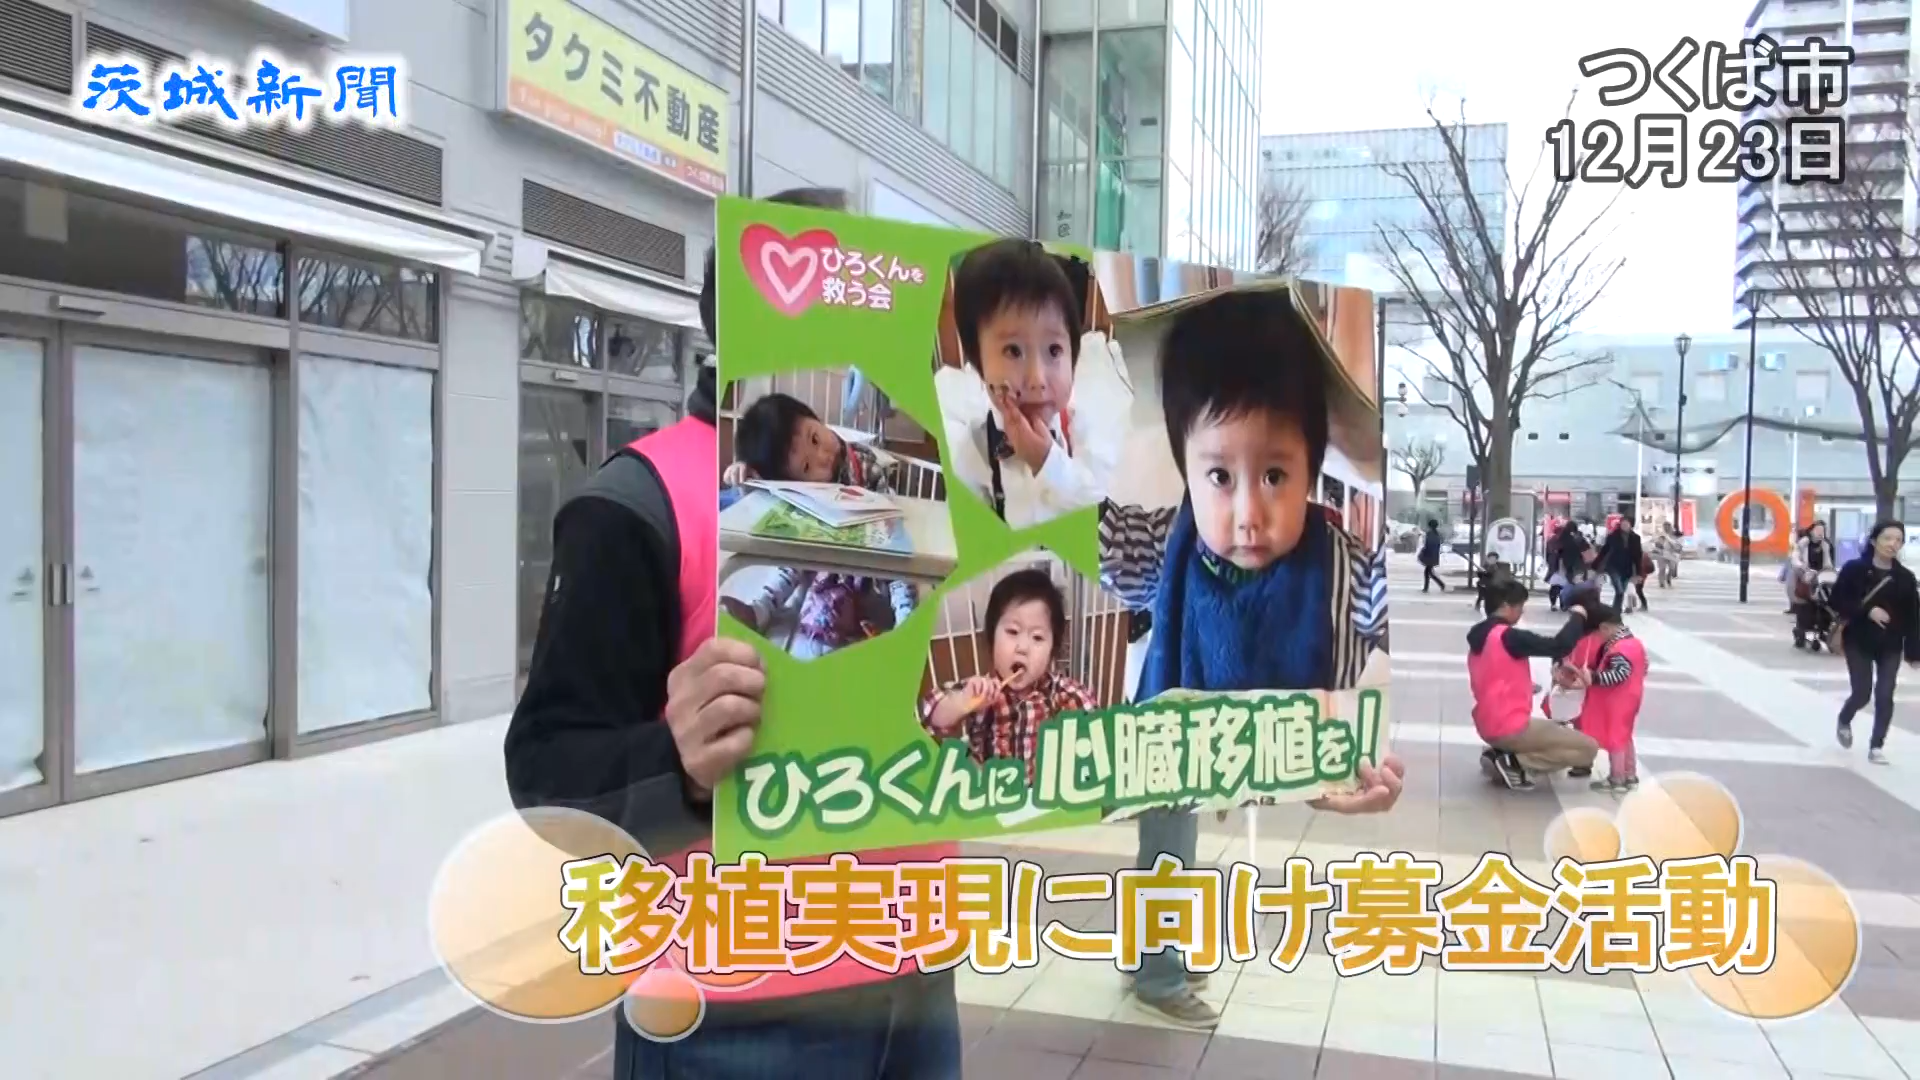 茨城新聞
つくば市
12月23日
タクミ不動産
ひろくんを
救う会
ひろくんに心臓移植を!
移植実現に向け募金活動